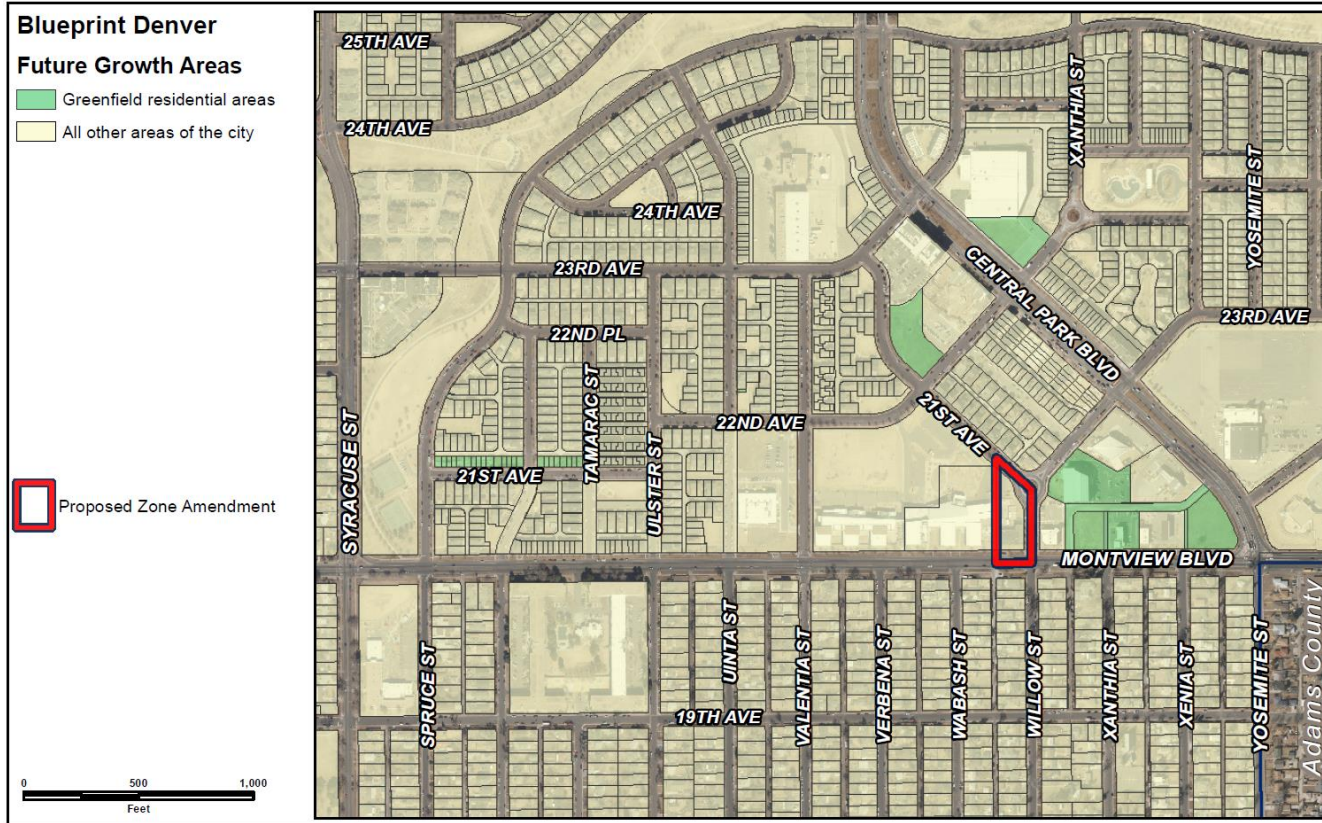 Blueprint Denver
Future Growth Areas
Greenfield residential areas
All other areas of the city
Proposed Zone Amendment
0 500 1,000
Feet
25TH AVE
24TH AVE
XANTHIA ST
24TH AVE
YOSEMITE ST
23RD AVE
CENTRAL PARK BLVD
23RD AVE
22ND PL
SYRACUSE ST
TAMARAC ST
ULSTER ST
22ND AVE
21ST AVE
21ST AVE
MONTVIEW BLVD
SPRUCE ST
UINTA ST
VALENTIA ST
VERBENA ST
WABASH ST
WILLOW ST
XANTHIA ST
XENIA ST
YOSEMITE ST
Adams County
19TH AVE